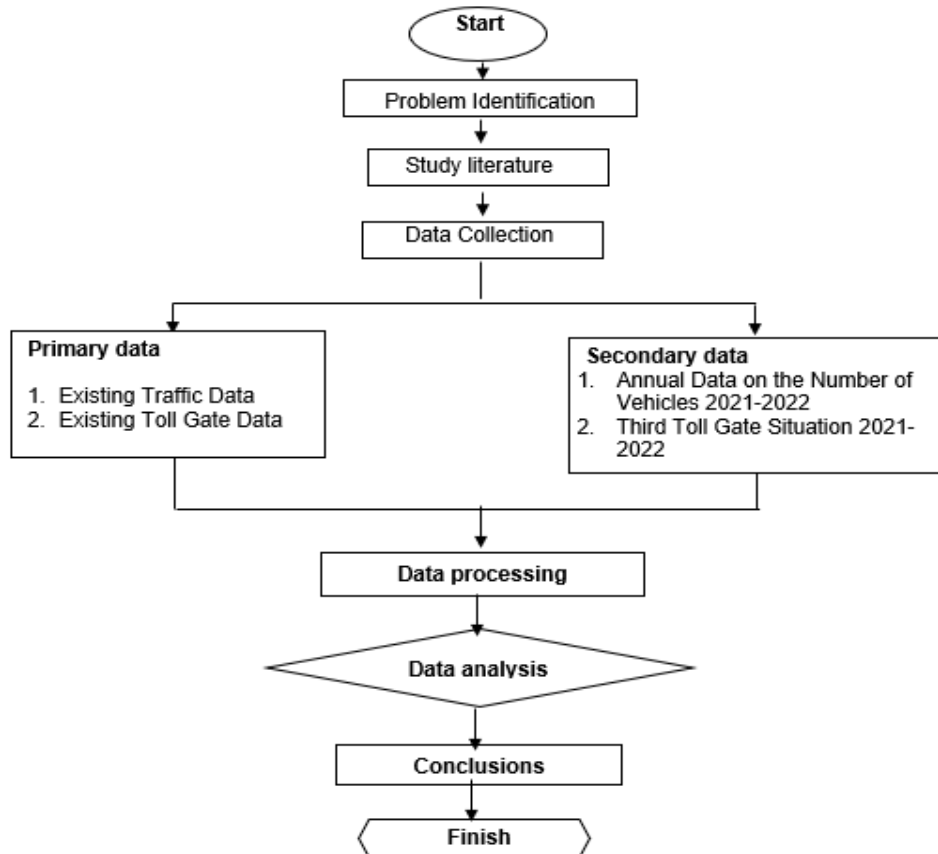 Start
Problem Identification
Study literature
Data Collection
Primary data
1. Existing Traffic Data
2. Existing Toll Gate Data
Secondary data
1. Annual Data on the Number of
Vehicles 2021-2022
2. Third Toll Gate Situation 2021-
2022
Data processing
Data analysis
Conclusions
Finish